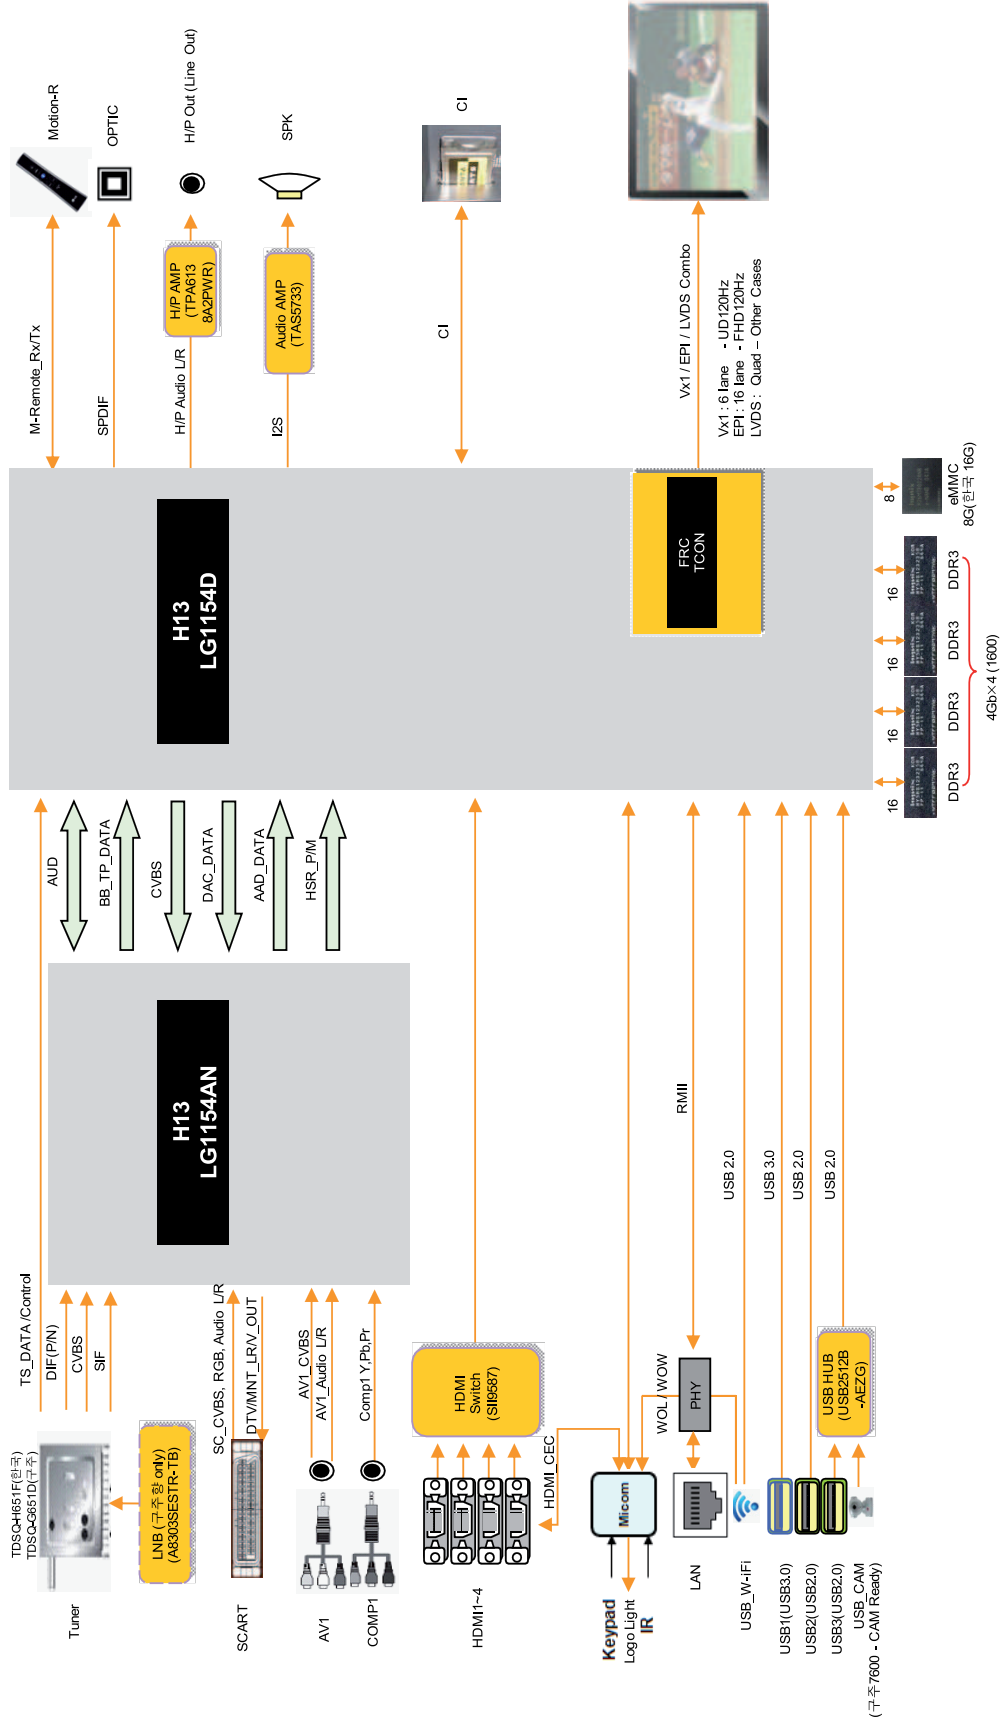 Tuner
TDSQ-H651F(한국)
TDSQ-G651D(구주)
LNB (구주향 only)
(A8303SESTR-TB)
SCART
AV1
COMP1
HDMI1~4
Keypad
Logo Light
IR
LAN
USB_W-iFi
USB1(USB3.0)
USB2(USB2.0)
USB3(USB2.0)
USB_CAM
(구주7600 - CAM Ready)
TS_DATA /Control
DIF(P/N)
CVBS
SIF
SC_CVBS, RGB, Audio L/R
DTV/MNT_LR/V_OUT
AV1_CVBS
AV1_Audio L/R
Comp1 Y,Pb,Pr
HDMI
Switch
(SII9587)
HDMI_CEC
Micom
WOL / WOW
PHY
USB HUB
(USB2512B
-AEZG)
RMII
USB 2.0
USB 3.0
USB 2.0
USB 2.0
H13
LG1154AN
AUD
BB_TP_DATA
CVBS
DAC_DATA
AAD_DATA
HSR_P/M
H13
LG1154D
FRC
TCON
16
16
16
16
8
DDR3
DDR3
DDR3
DDR3
4Gb×4 (1600)
eMMC
8G(한국 16G)
M-Remote_Rx/Tx
SPDIF
H/P Audio L/R
I2S
CI
Vx1 / EPI / LVDS Combo
Vx1 : 6 lane - UD120Hz
EPI : 16 lane - FHD120Hz
LVDS : Quad – Other Cases
H/P AMP
(TPA613
8A2PWR)
Audio AMP
(TAS5733)
Motion-R
OPTIC
H/P Out (Line Out)
SPK
CI